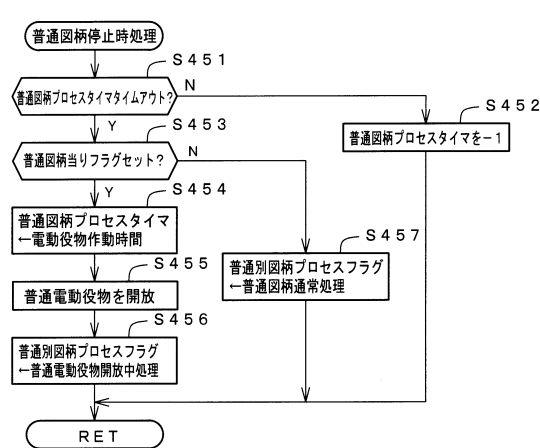 普通図柄停止時処理
S451
普通図柄プロセスタイマタイムアウト?
N
S452
普通図柄プロセスタイマを－1
Y
S453
普通図柄当りフラグセット?
N
Y
S454
普通図柄プロセスタイマ
←電動役物作動時間
S457
普通別図柄プロセスフラグ
←普通図柄通常処理
S455
普通電動役物を開放
S456
普通別図柄プロセスフラグ
←普通電動役物開放中処理
RET